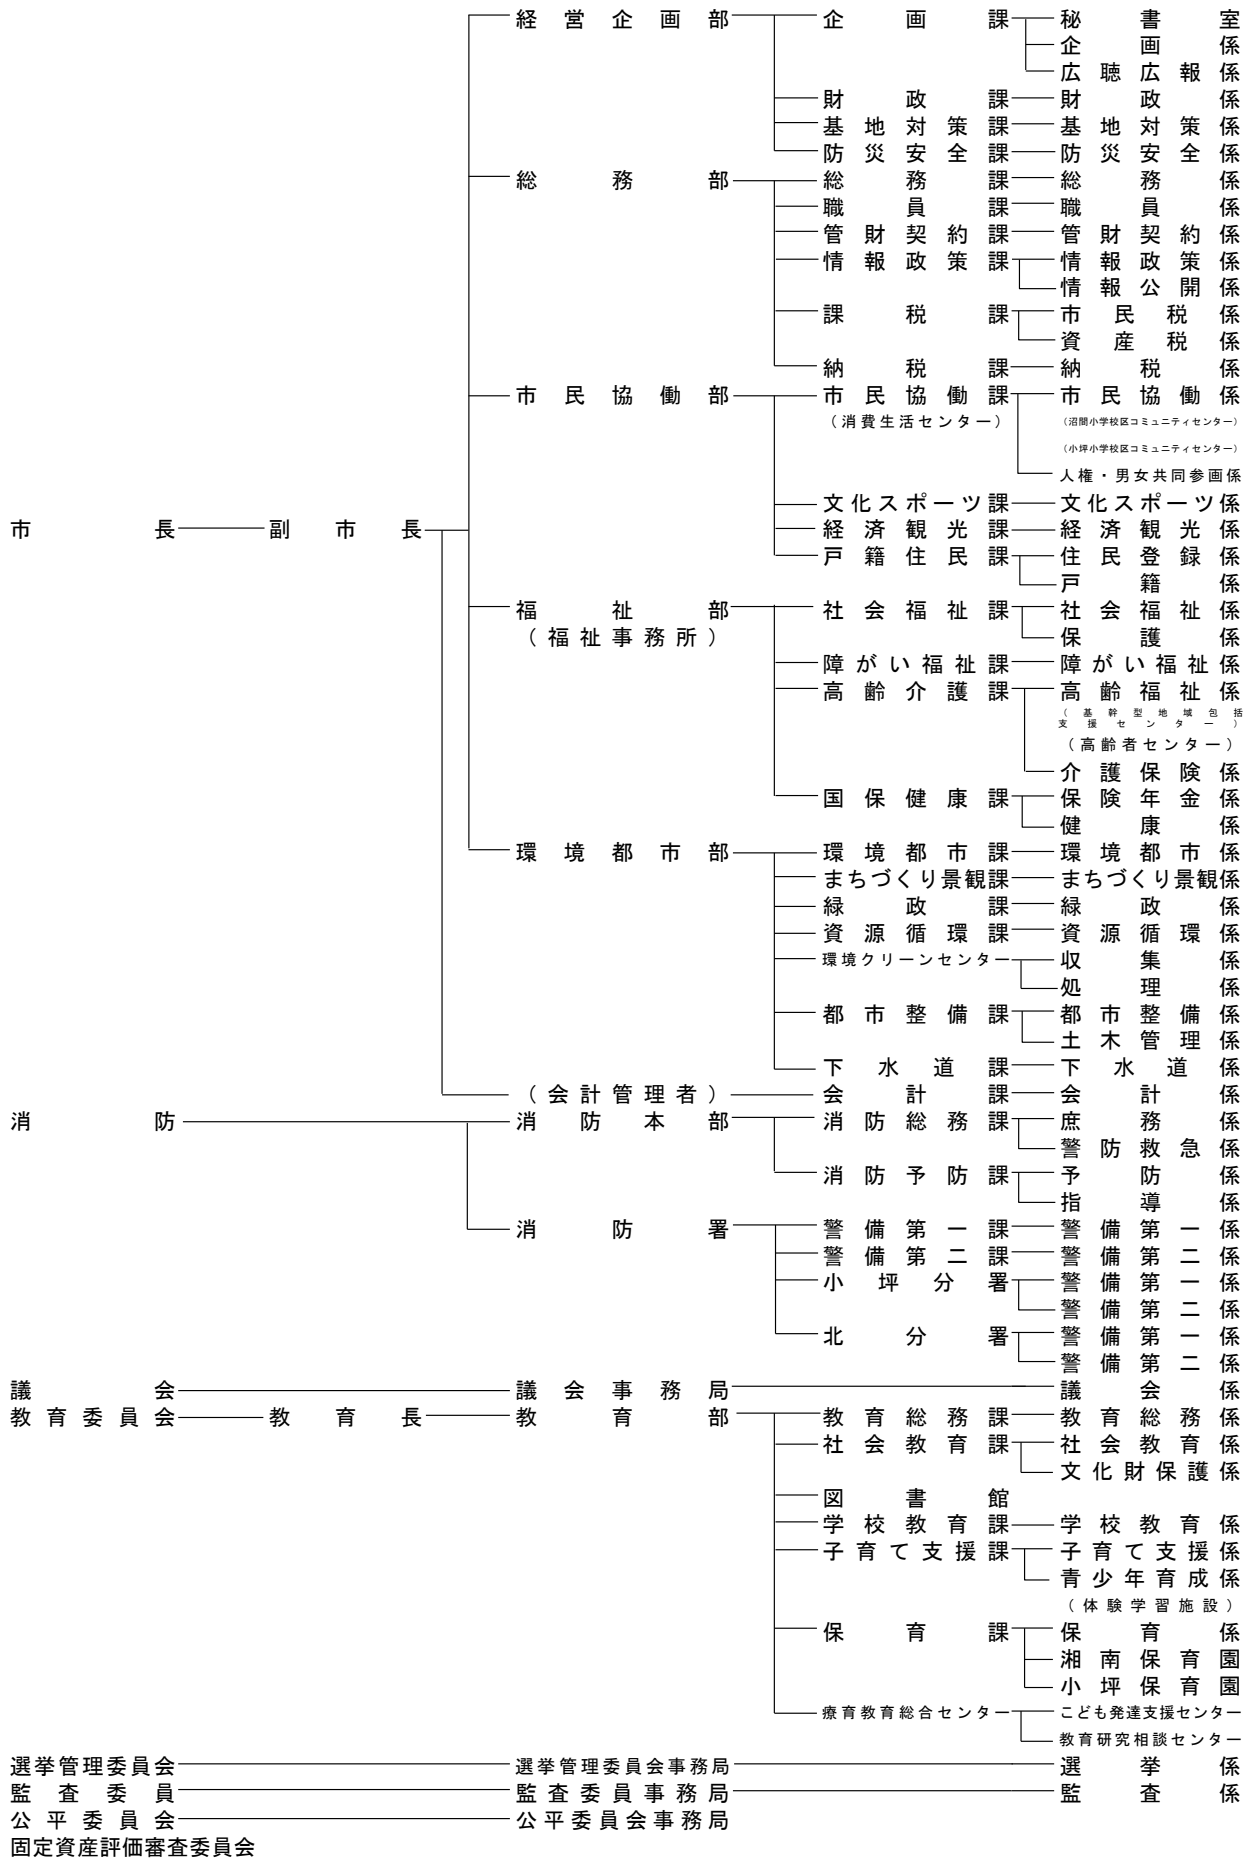 経営企画部 企画課 秘書室
企画係
広聴広報係
財政課 財政係
基地対策課 基地対策係
防災安全課 防災安全係
総務部 総務課 総務係
職員課 職員係
管財契約課 管財契約係
情報政策課 情報政策係
情報公開係
課税課 市民税係
資産税係
納税課 納税係
市民協働部 市民協働課 市民協働係
（消費生活センター） （沼間小学校区コミュニティセンター）
（小坪小学校区コミュニティセンター）
人権・男女共同参画係
文化スポーツ課 文化スポーツ係
市長 副市長 経済観光課 経済観光係
戸籍住民課 住民登録係
戸籍係
福祉部 社会福祉課 社会福祉係
（福祉事務所） 保護係
障がい福祉課 障がい福祉係
高齢介護課 高齢福祉係
（基幹型地域包括
支援センター）
（高齢者センター）
介護保険係
国保健康課 保険年金係
健康係
環境都市部 環境都市課 環境都市係
まちづくり景観課 まちづくり景観係
緑政課 緑政係
資源循環課 資源循環係
環境クリーンセンター 収集係
処理係
都市整備課 都市整備係
土木管理係
下水道課 下水道係
（会計管理者） 会計課 会計係
消防 消防本部 消防総務課 庶務係
警防救急係
消防予防課 予防係
指導係
消防署 警備第一課 警備第一係
警備第二課 警備第二係
小坪分署 警備第一係
警備第二係
北分署 警備第一係
警備第二係
議会 議会事務局 議会係
教育委員会 教育長 教育部 教育総務課 教育総務係
社会教育課 社会教育係
文化財保護係
図書館
学校教育課 学校教育係
子育て支援課 子育て支援係
青少年育成係
（体験学習施設）
保育課 保育係
湘南保育園
小坪保育園
療育教育総合センター こども発達支援センター
教育研究相談センター
選挙管理委員会 選挙管理委員会事務局 選挙係
監査委員 監査委員事務局 監査係
公平委員会 公平委員会事務局
固定資産評価審査委員会